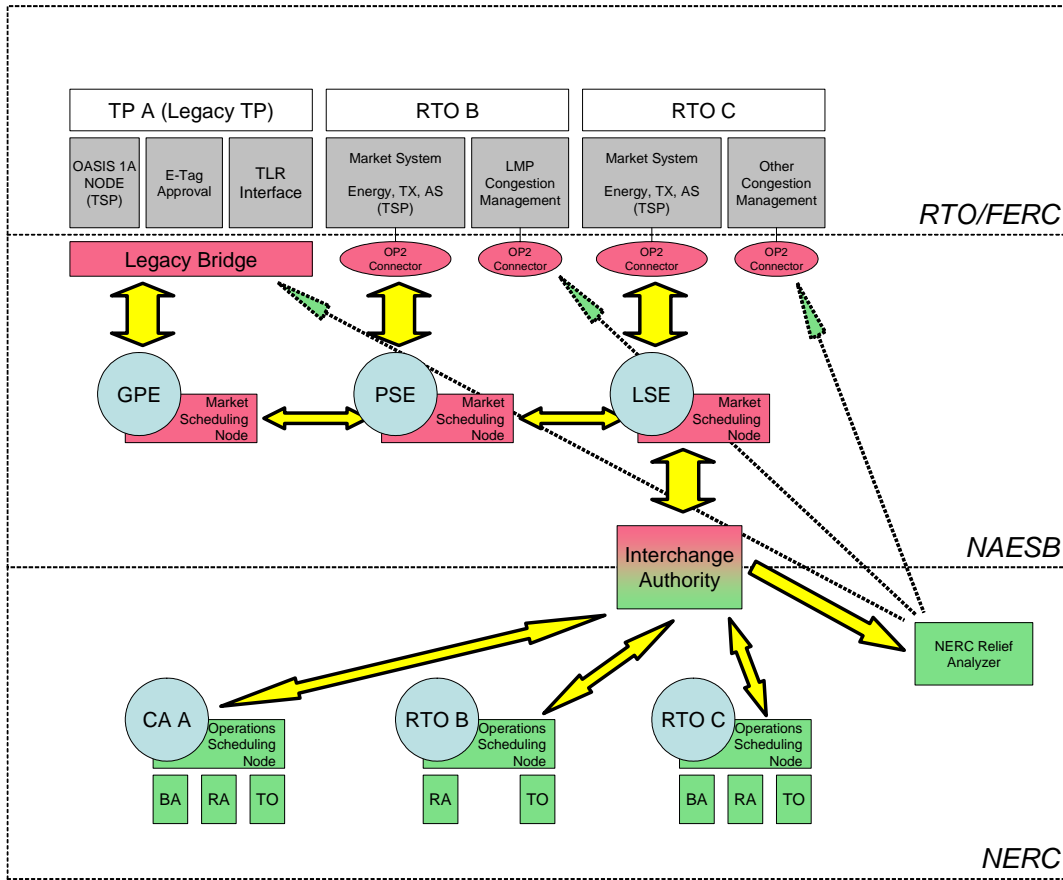 TP A (Legacy TP)
RTO B
RTO C
OASIS 1A
NODE
(TSP)
E-Tag
Approval
TLR
Interface
Market System
Energy, TX, AS
(TSP)
LMP
Congestion
Management
Market System
Energy, TX, AS
(TSP)
Other
Congestion
Management
RTO/FERC
Legacy Bridge
OP2
Connector
OP2
Connector
OP2
Connector
OP2
Connector
GPE
Market
Scheduling
Node
PSE
Market
Scheduling
Node
LSE
Market
Scheduling
Node
NAESB
Interchange
Authority
NERC Relief
Analyzer
CA A
Operations
Scheduling
Node
RTO B
Operations
Scheduling
Node
RTO C
Operations
Scheduling
Node
BA
RA
TO
RA
TO
BA
RA
TO
NERC